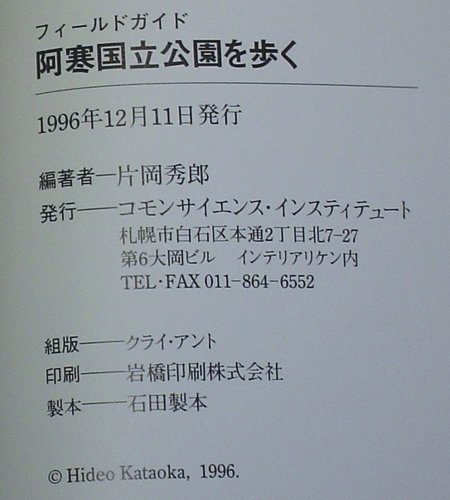 フィールドガイド
阿寒国立公園を歩く
1996年12月11日発行
編著者─片岡秀郎
発行──コモンサイエンス・インスティテュート
札幌市白石区本通2丁目北7-27
第6大岡ビル　インテリアリケン内
TEL・FAX 011-864-6552
組版──クライ・アント
印刷──岩橋印刷株式会社
製本──石田製本
© Hideo Kataoka, 1996.